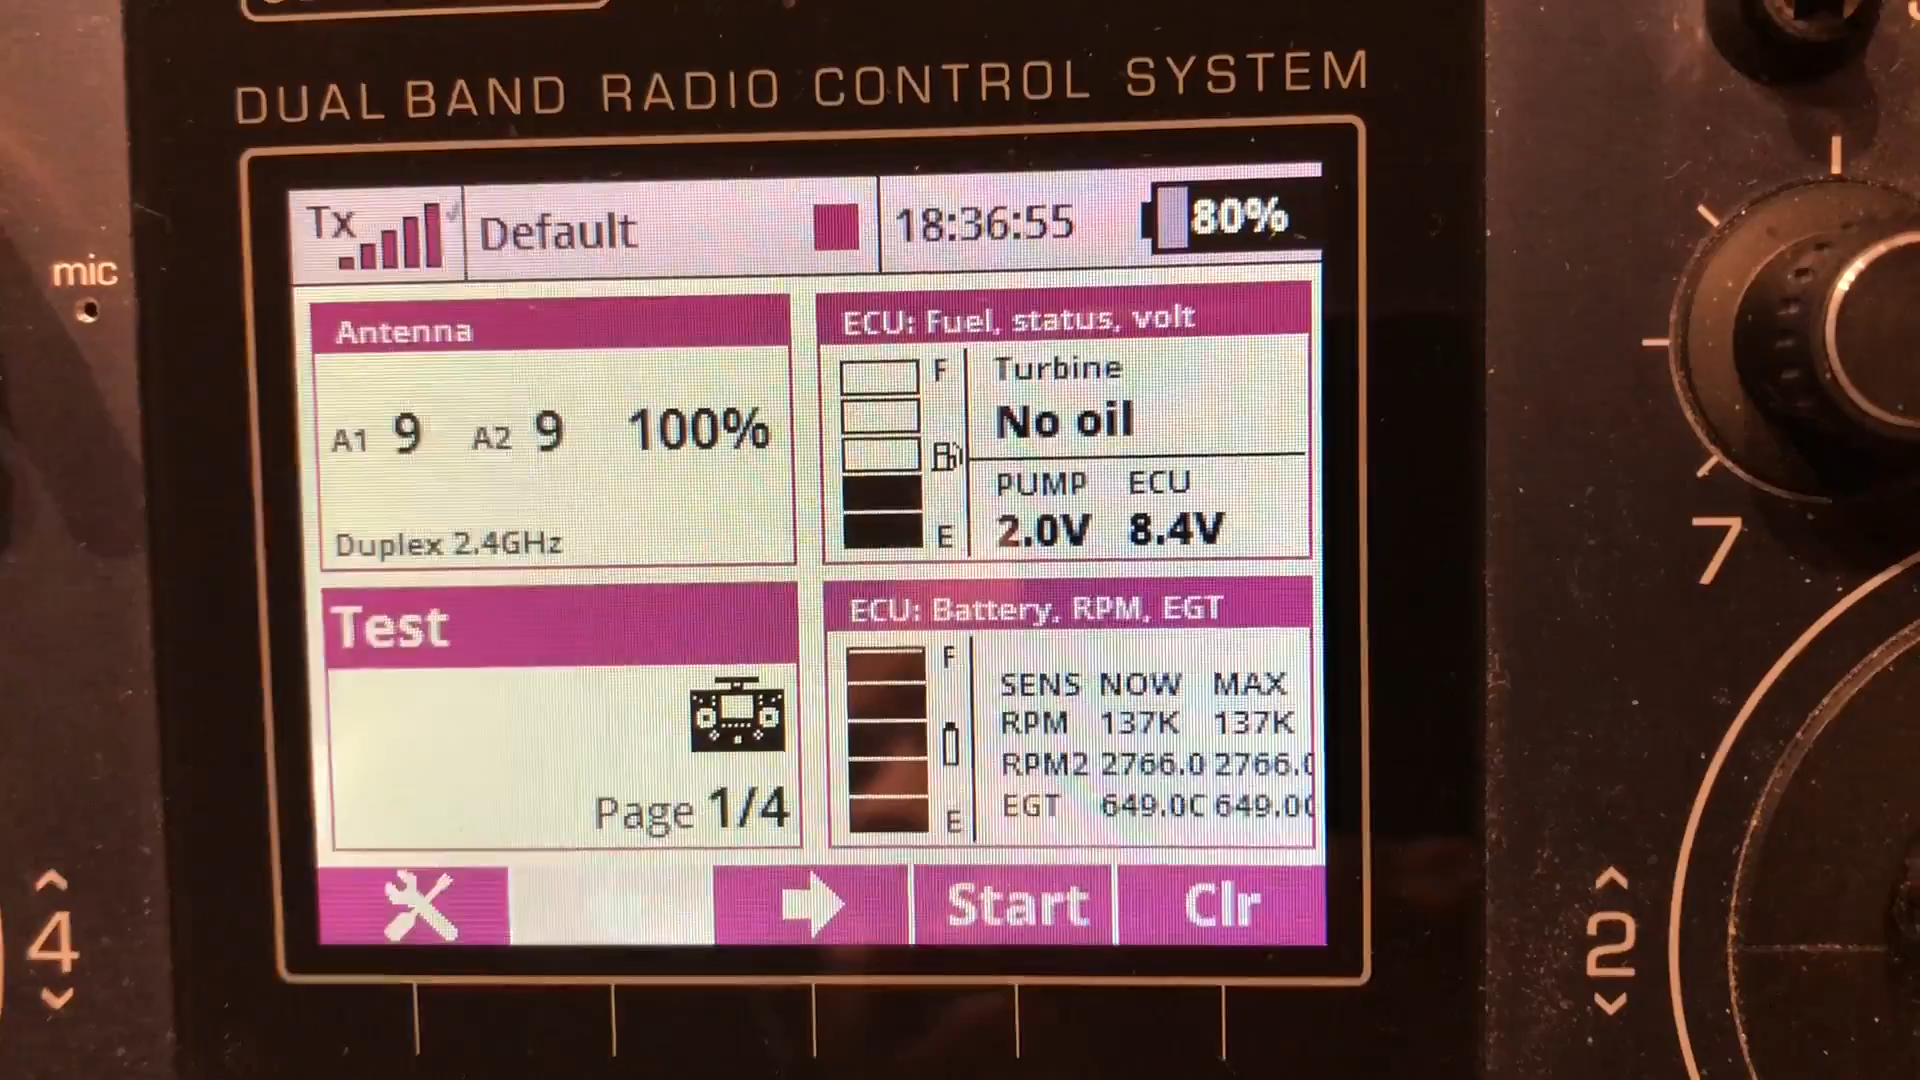 DUAL BAND RADIO CONTROL SYSTEM
Tx Default 18:36:55 80%
mic
Antenna
A1 9 A2 9 100%
Duplex 2.4GHz
ECU: Fuel, status, volt
F
E
Turbine
No oil
PUMP ECU
2.0V 8.4V
Test
Page 1/4
ECU: Battery, RPM, EGT
F
E
SENS NOW MAX
RPM 137K 137K
RPM2 2766.0 2766.0
EGT 649.0C 649.0C
Start Clr
7
4
2